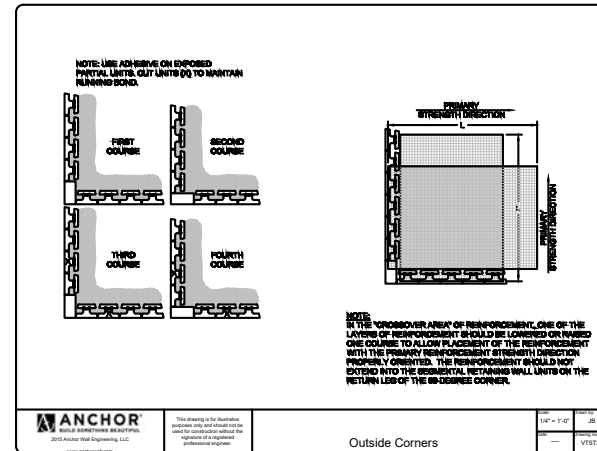 NOTE: USE ADHESIVE ON EXPOSED
PARTIAL UNITS. CUT UNITS (X) TO MAINTAIN
RUNNING BOND.
FIRST
COURSE
SECOND
COURSE
THIRD
COURSE
FOURTH
COURSE
PRIMARY
STRENGTH DIRECTION
L
PRIMARY
STRENGTH DIRECTION
NOTE:
IN THE "CROSSOVER AREA" OF REINFORCEMENT, ONE OF THE
LAYERS OF REINFORCEMENT SHOULD BE LOWERED OR RAISED
ONE COURSE TO ALLOW PLACEMENT OF THE REINFORCEMENT
WITH THE PRIMARY REINFORCEMENT STRENGTH DIRECTION
PROPERLY ORIENTED. THE REINFORCEMENT SHOULD NOT
EXTEND INTO THE SEGMENTAL RETAINING WALL UNITS ON THE
RETURN LEG OF THE 90-DEGREE CORNER.
ANCHOR
BUILD SOMETHING BEAUTIFUL
2015 Anchor Wall Engineering, LLC
This drawing is for illustrative
purposes only and should not be
used for construction without the
signature of a registered
professional engineer.
Outside Corners
Scale:
1/4" = 1'-0"
Drawn by:
JB
Date:
—